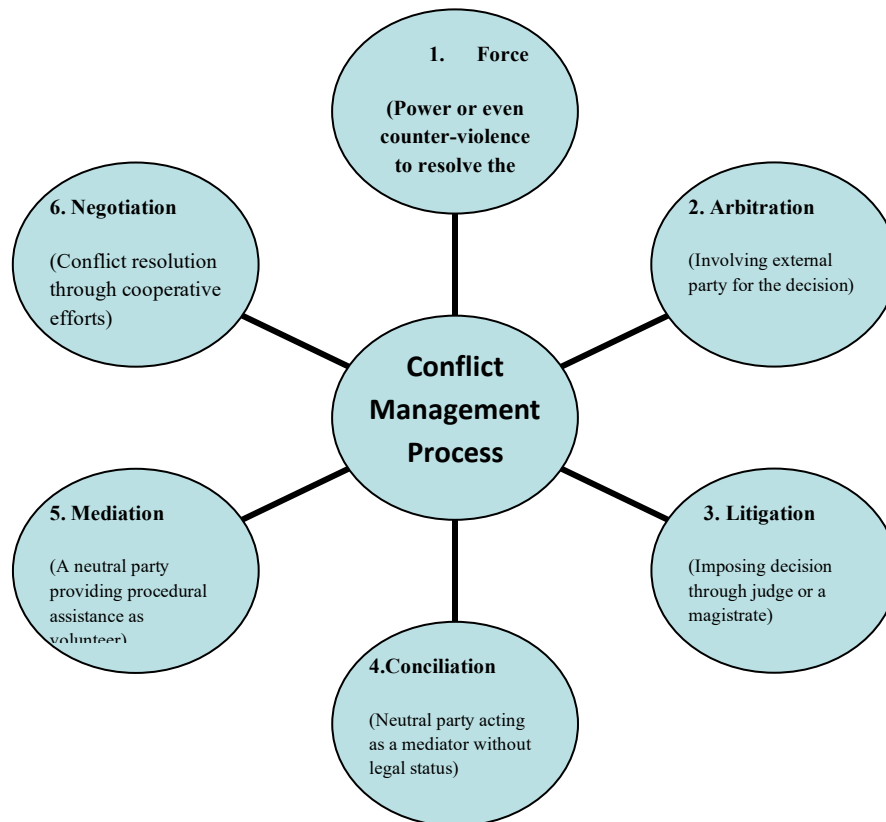 1. Force
(Power or even
counter-violence
to resolve the
6. Negotiation
(Conflict resolution
through cooperative
efforts)
2. Arbitration
(Involving external
party for the decision)
Conflict
Management
Process
5. Mediation
(A neutral party
providing procedural
assistance as
volunteer)
3. Litigation
(Imposing decision
through judge or a
magistrate)
4.Conciliation
(Neutral party acting
as a mediator without
legal status)